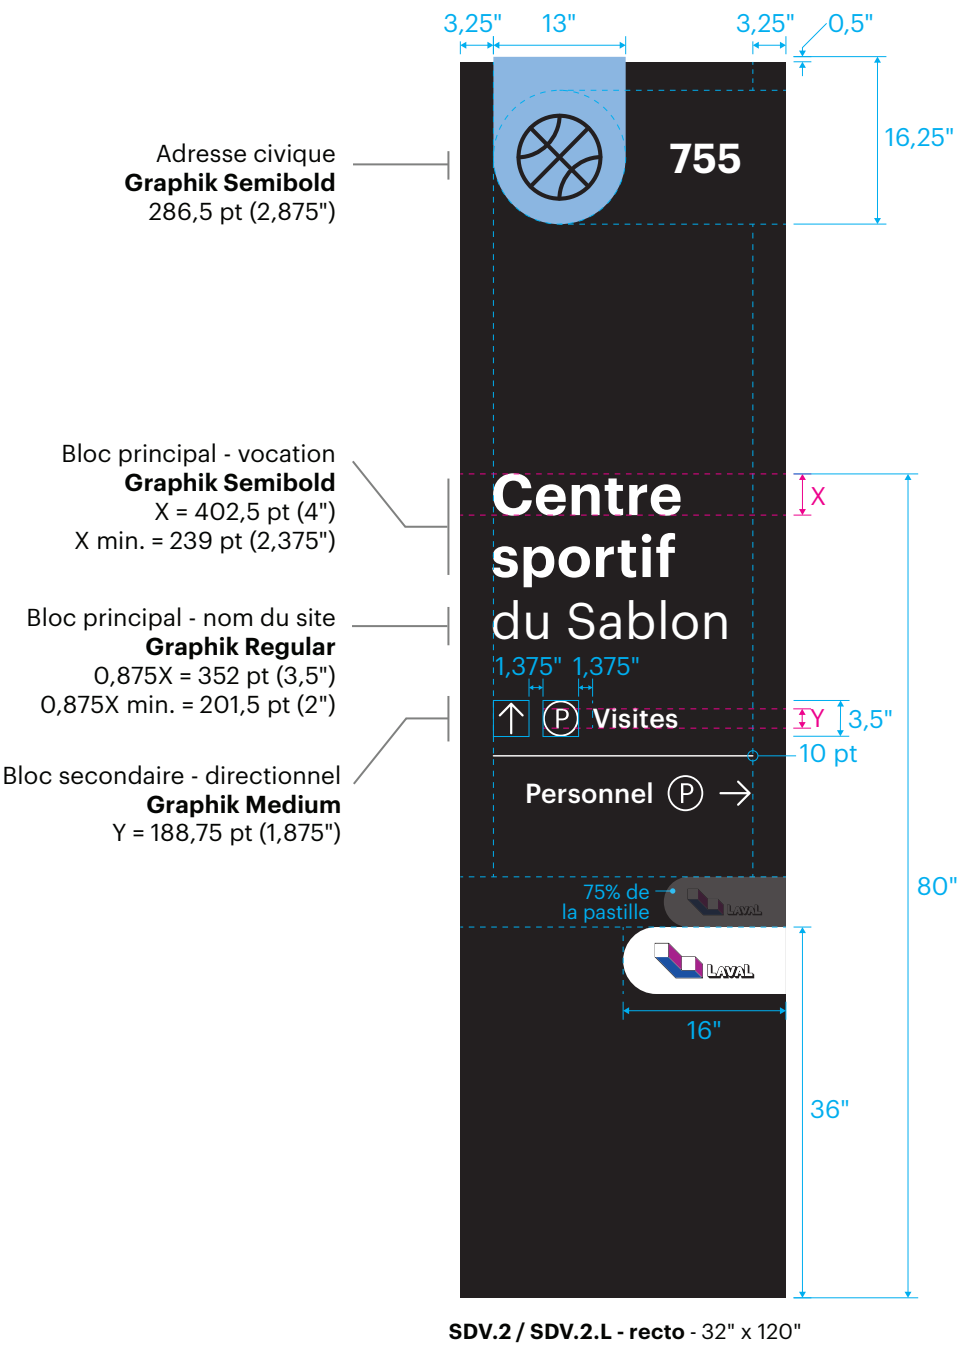 3,25" 13" 3,25" 0,5"
16,25"
Adresse civique
Graphik Semibold
286,5 pt (2,875")
755
Bloc principal - vocation
Graphik Semibold
X = 402,5 pt (4")
X min. = 239 pt (2,375")
Centre
sportif
du Sablon
X
Bloc principal - nom du site
Graphik Regular
0,875X = 352 pt (3,5")
0,875X min. = 201,5 pt (2")
1,375" 1,375"
P Visites
Y 3,5"
10 pt
Bloc secondaire - directionnel
Graphik Medium
Y = 188,75 pt (1,875")
Personnel P
80"
75% de
la pastille
LAVAL
LAVAL
16"
36"
SDV.2 / SDV.2.L - recto - 32" x 120"